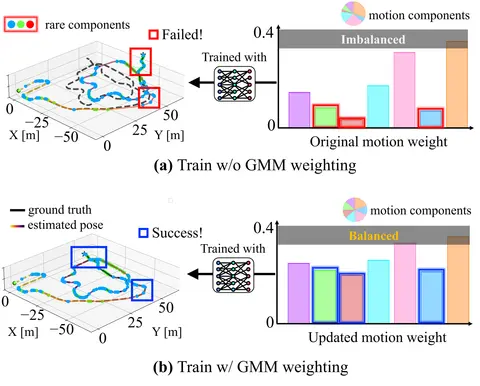 rare components
Failed!
motion components
Trained with
0.4
Imbalanced
0
Original motion weight
0
−25
−50
X [m]
0
25
50
Y [m]
(a) Train w/o GMM weighting
ground truth
estimated pose
Success!
motion components
Trained with
0.4
Balanced
0
Updated motion weight
0
−25
−50
X [m]
0
25
50
Y [m]
(b) Train w/ GMM weighting